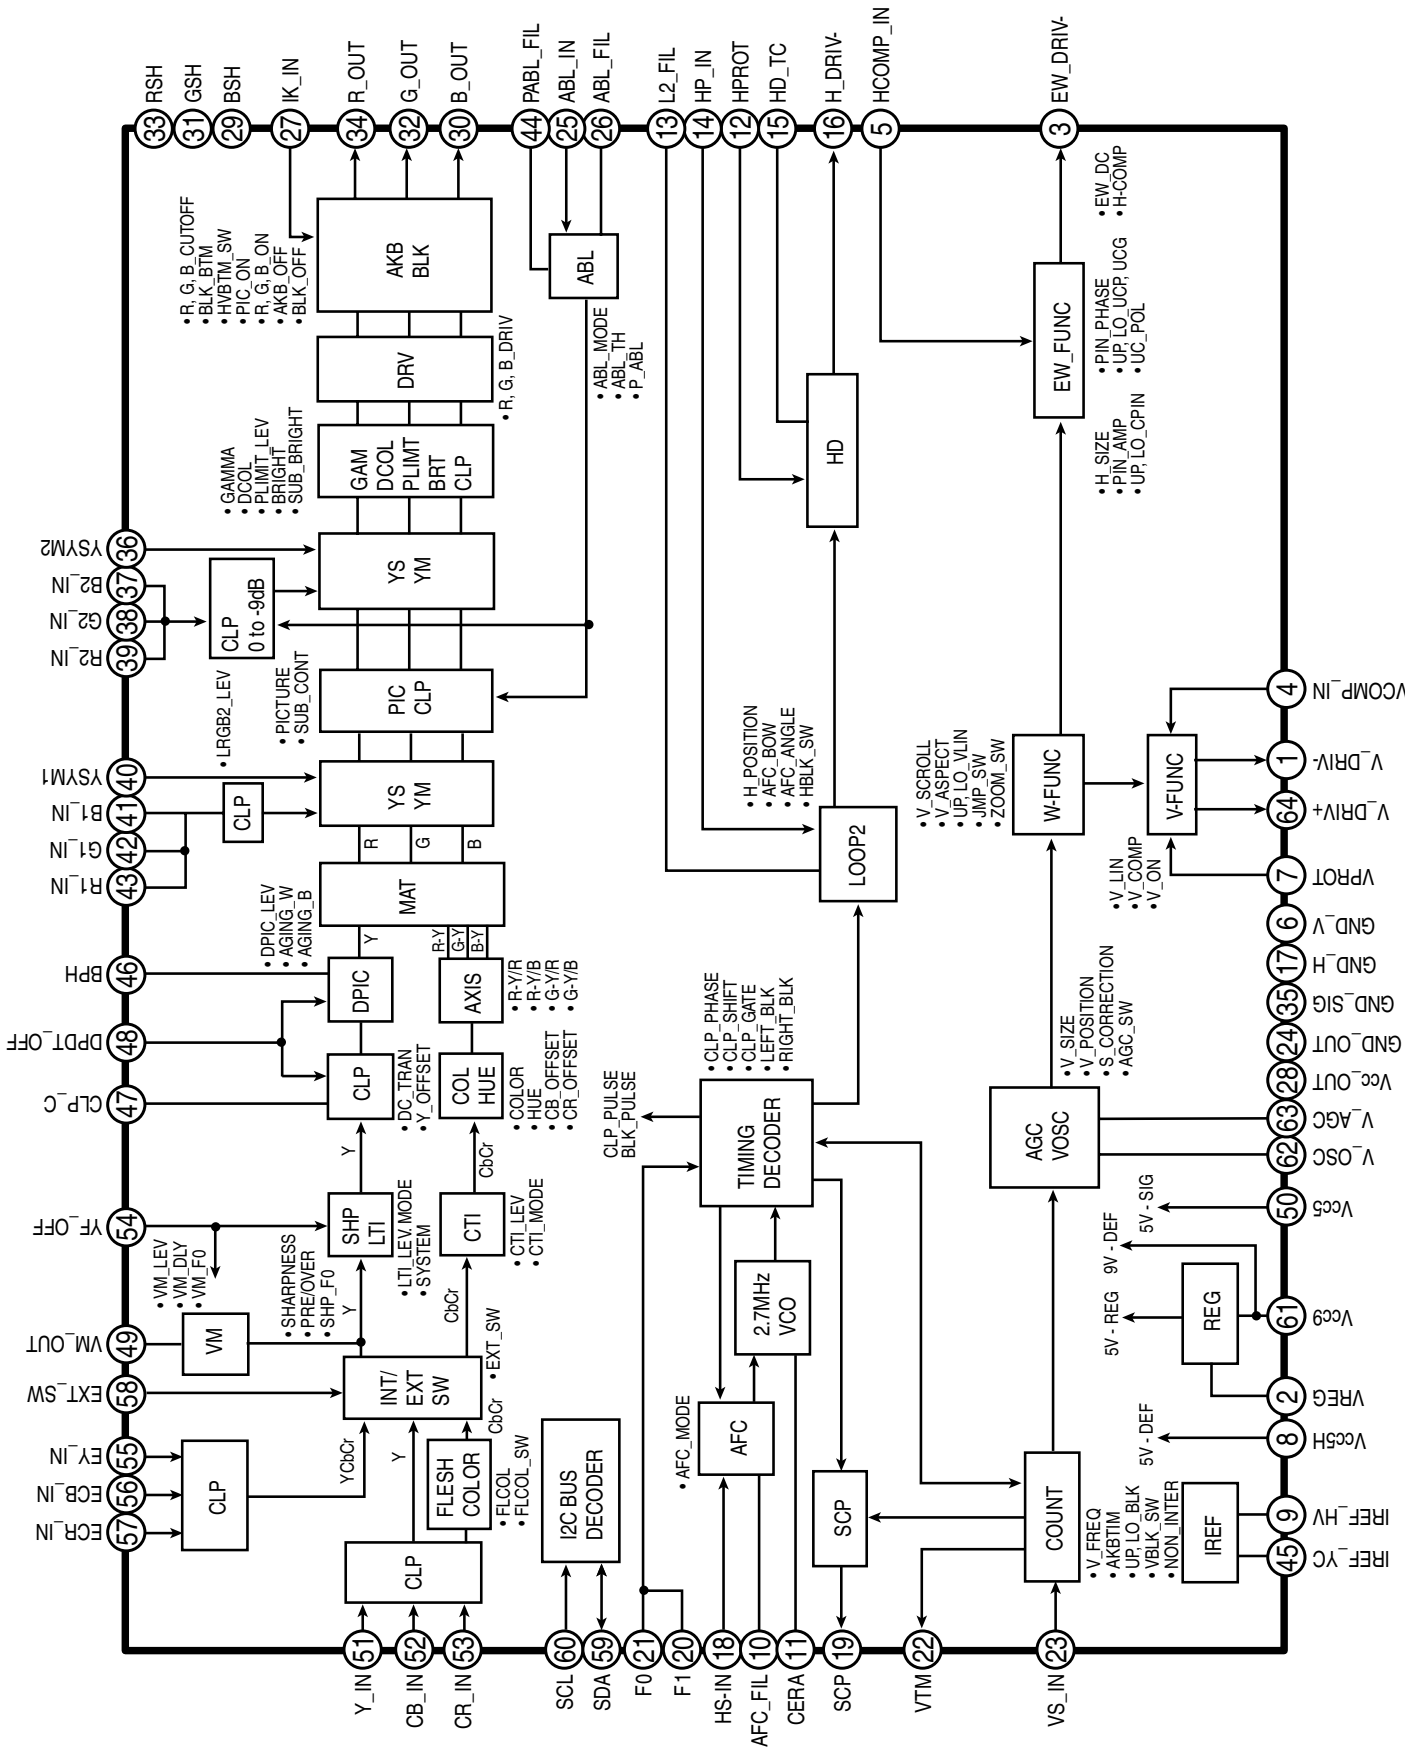 33 RSH
31 GSH
29 BSH
27 IK_IN
34 R_OUT
32 G_OUT
30 B_OUT
44 PABL_FIL
25 ABL_IN
26 ABL_FIL
13 L2_FIL
14 HP_IN
12 HPROT
15 HD_TC
16 H_DRIV-
5 HCOMP_IN
3 EW_DRIV-
• R, G, B_CUTOFF
BLK_BTM
• HVBTM_SW
• PIC_ON
• R, G, B_ON
• AKB_OFF
• BLK_OFF
AKB
BLK
ABL
• ABL_MODE
• ABL_TH
• P_ABL
DRV
• R, G, B_DRIV
• GAMMA
• DCOL
• PLIMIT_LEV
• BRIGHT
• SUB_BRIGHT
GAM
DCOL
PLIMT
BRT
CLP
• EW_DC
• H-COMP
EW_FUNC
• PIN_PHASE
• UP, LO_UCP, UCG
• UC_POL
• H_SIZE
• PIN_AMP
• UP, LO_CPIN
HD
YSYM2 36
B2_IN 37
G2_IN 38
R2_IN 39
CLP
0 to -9dB
YS
YM
• PICTURE
• SUB_CONT
PIC
CLP
• LRGB2_LEV
YSYM1 40
B1_IN 41
G1_IN 42
R1_IN 43
CLP
YS
YM
R
G
B
MAT
• H_POSITION
• AFC_BOW
• AFC_ANGLE
• HBLK_SW
LOOP2
• V_SCROLL
• V_ASPECT
• UP, LO_VLIN
• JMP_SW
• ZOOM_SW
W-FUNC
V-FUNC
• V_LIN
• V_COMP
• V_ON
4 VCOMP_IN
1 V_DRIV-
64 V_DRIV+
7 VPROT
6 GND_V
17 GND_H
35 GND_SIG
24 GND_OUT
28 Vcc_OUT
63 V_AGC
62 V_OSC
50 Vcc5
61 Vcc9
2 VREG
8 Vcc5H
9 IREF_HV
45 IREF_YC
BPH 46
DPDT_OFF 48
CLP_C 47
YF_OFF 54
VM_OUT 49
EXT_SW 58
EY_IN 55
ECB_IN 56
ECR_IN 57
• DPIC_LEV
• AGING_W
• AGING_B
Y
R-Y
G-Y
B-Y
DPIC
AXIS
• R-Y/R
• R-Y/B
• G-Y/R
• G-Y/B
CLP
• DC_TRAN
• Y_OFFSET
COL
HUE
• COLOR
• HUE
• CB_OFFSET
• CR_OFFSET
Y
CbCr
SHP
LTI
• LTI_LEV. MODE
• SYSTEM
CTI
• CTI_LEV
• CTI_MODE
• VM_LEV
• VM_DLY
• VM_F0
• SHARPNESS
• PRE/OVER
• SHP_F0
Y
CbCr
VM
INT/
EXT
SW
• EXT_SW
CLP
YCbCr
Y
CbCr
FLESH
COLOR
• FLCOL
• FLCOL_SW
CLP
I2C BUS
DECODER
CLP_PULSE
BLK_PULSE
TIMING
DECODER
• CLP_PHASE
• CLP_SHIFT
• CLP_GATE
• LEFT_BLK
• RIGHT_BLK
2.7MHz
VCO
• AFC_MODE
AFC
SCP
AGC
VOSC
• V_SIZE
• V_POSITION
• S_CORRECTION
• AGC_SW
5V - SIG
9V - DEF
5V - REG
REG
5V - DEF
COUNT
• V_FREQ
• AKBTIM
• UP, LO_BLK
• VBLK_SW
• NON_INTER
IREF
Y_IN 51
CB_IN 52
CR_IN 53
SCL 60
SDA 59
F0 21
F1 20
HS-IN 18
AFC_FIL 10
CERA 11
SCP 19
VTM 22
VS_IN 23